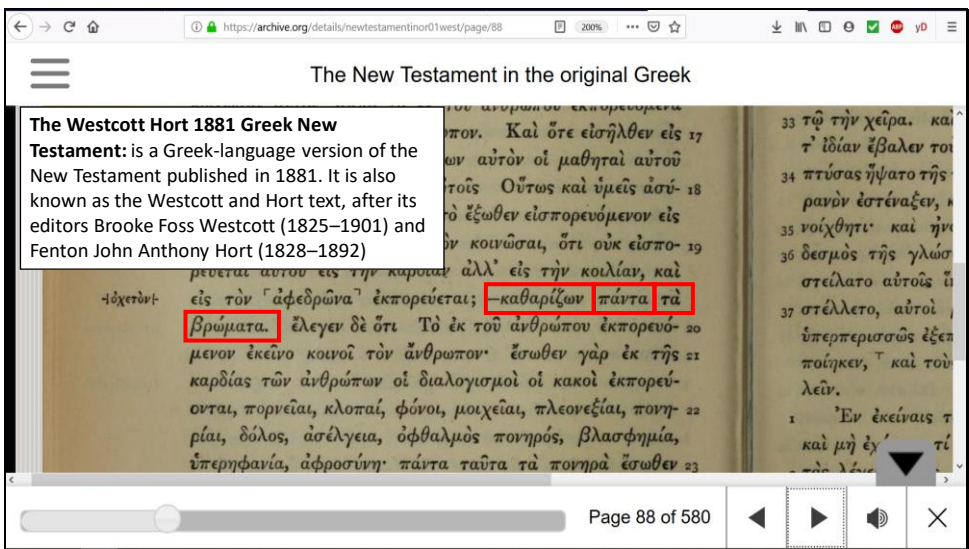 https://archive.org/details/newtestamentinor01west/page/88
200%
ABP
yD
The New Testament in the original Greek
The Westcott Hort 1881 Greek New
Testament: is a Greek-language version of the
New Testament published in 1881. It is also
known as the Westcott and Hort text, after its
editors Brooke Foss Westcott (1825–1901) and
Fenton John Anthony Hort (1828–1892)
τοῦ ἀνθρώπου ἐκπορευόμενα
Καὶ ὅτε εἰσῆλθεν εἰς 17
αὐτὸν οἱ μαθηταὶ αὐτοῦ
Οὕτως καὶ ὑμεῖς ἀσύ- 18
ἔξωθεν εἰσπορευόμενον εἰς
κοινῶσαι, ὅτι οὐκ εἰσπο- 19
ρεύεται αὐτοῦ εἰς τὴν καρδίαν ἀλλ' εἰς τὴν κοιλίαν, καὶ
⊣ὀχετόν⊢ εἰς τὸν ⌜ἀφεδρῶνα⌝ ἐκπορεύεται; —καθαρίζων πάντα τὰ
βρώματα. ἔλεγεν δὲ ὅτι Τὸ ἐκ τοῦ ἀνθρώπου ἐκπορευό- 20
μενον ἐκεῖνο κοινοῖ τὸν ἄνθρωπον· ἔσωθεν γὰρ ἐκ τῆς 21
καρδίας τῶν ἀνθρώπων οἱ διαλογισμοὶ οἱ κακοὶ ἐκπορεύ-
ονται, πορνεῖαι, κλοπαί, φόνοι, μοιχεῖαι, πλεονεξίαι, πονη- 22
ρίαι, δόλος, ἀσέλγεια, ὀφθαλμὸς πονηρός, βλασφημία,
ὑπερηφανία, ἀφροσύνη· πάντα ταῦτα τὰ πονηρὰ ἔσωθεν 23
33 τῷ τὴν χεῖρα. καὶ
τ' ἰδίαν ἔβαλεν τοὺ
34 πτύσας ἥψατο τῆς
ρανὸν ἐστέναξεν,
35 νοίχθητι· καὶ
36 δεσμὸς τῆς γλώσ
στείλατο αὐτοῖς
37 στέλλετο, αὐτοὶ
ὑπερπερισσῶς
ποίηκεν, ⸆ καὶ τοὺ
λεῖν.
1 Ἐν ἐκείναις
καὶ μὴ
Page 88 of 580